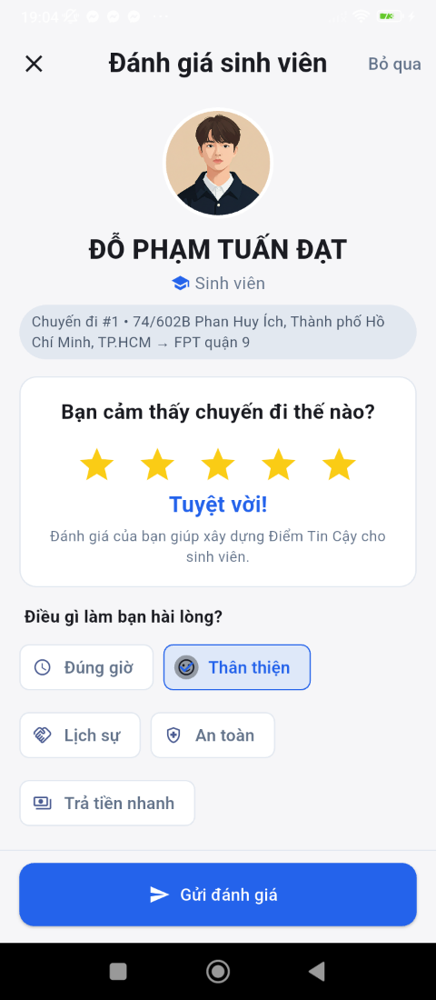 19:04
Đánh giá sinh viên
Bỏ qua
ĐỖ PHẠM TUẤN ĐẠT
Sinh viên
Chuyến đi #1 • 74/602B Phan Huy Ích, Thành phố Hồ
Chí Minh, TP.HCM → FPT quận 9
Bạn cảm thấy chuyến đi thế nào?
Tuyệt vời!
Đánh giá của bạn giúp xây dựng Điểm Tin Cậy cho
sinh viên.
Điều gì làm bạn hài lòng?
Đúng giờ
Thân thiện
Lịch sự
An toàn
Trả tiền nhanh
Gửi đánh giá